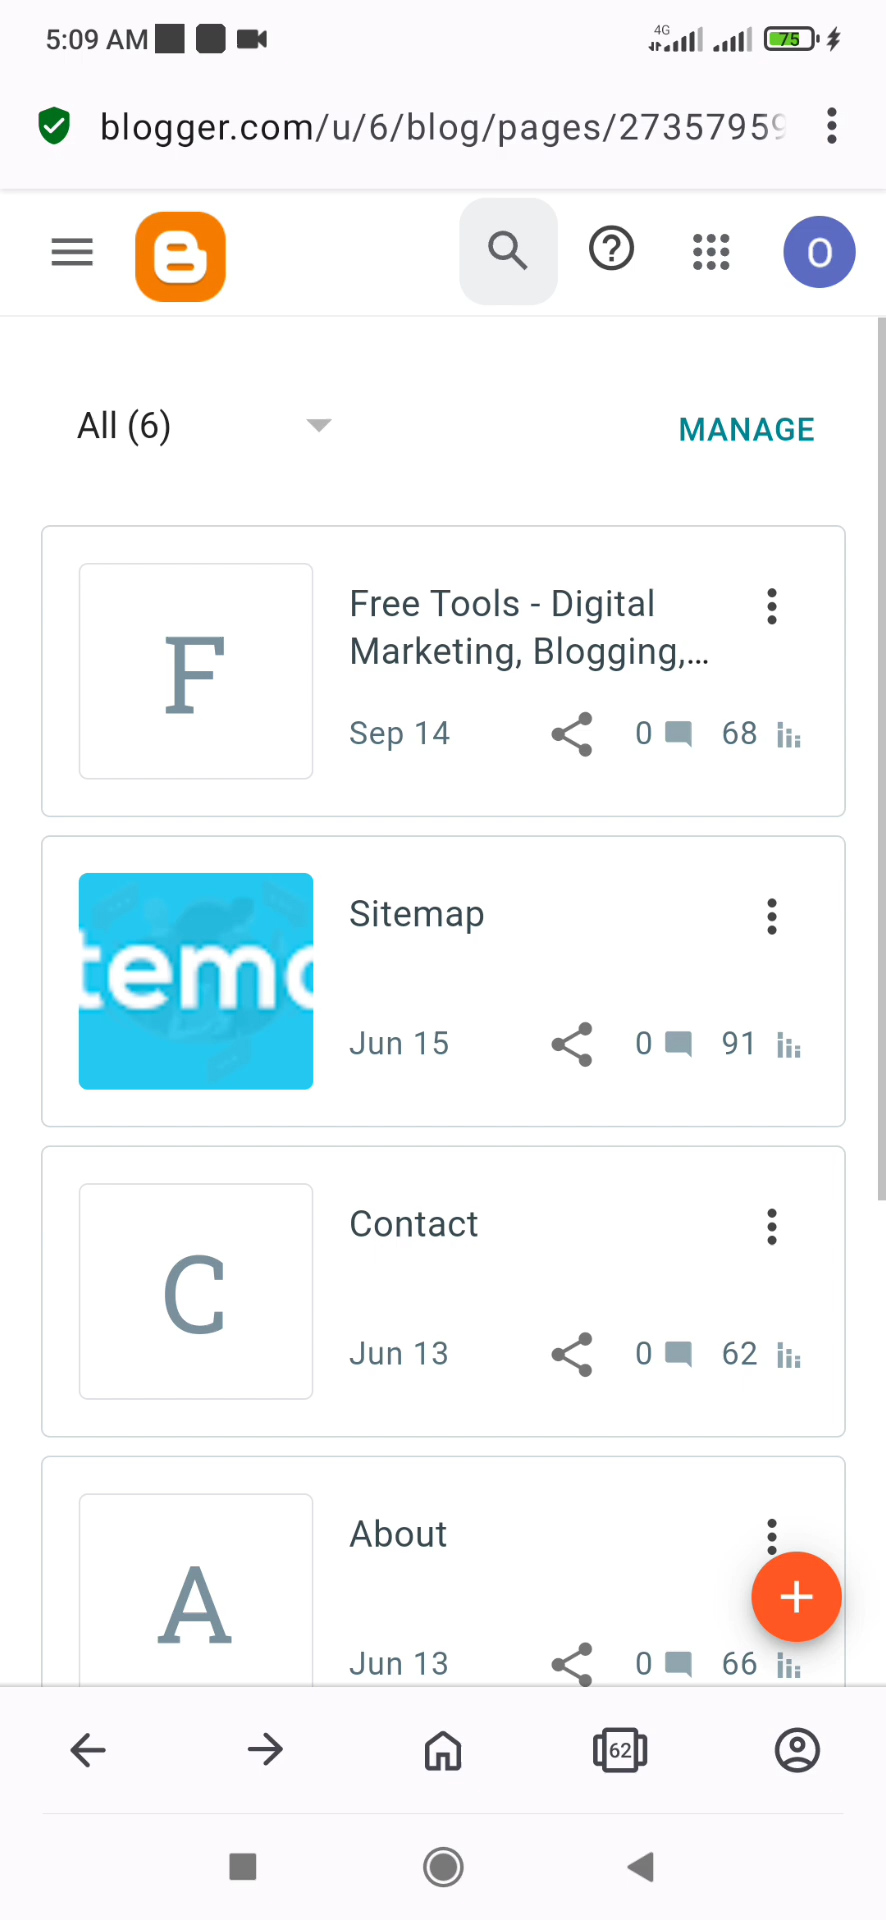 5:09 AM
4G
75
blogger.com/u/6/blog/pages/27357959
O
All (6)
MANAGE
F
Free Tools - Digital
Marketing, Blogging,...
Sep 14
0
68
temo
Sitemap
Jun 15
0
91
C
Contact
Jun 13
0
62
A
About
Jun 13
0
66
62